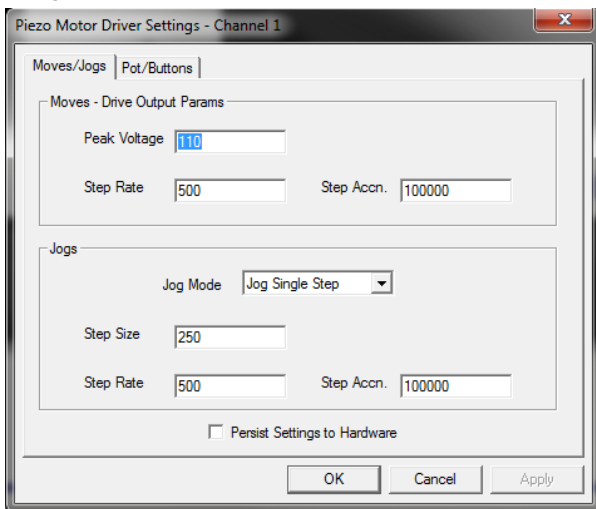 Piezo Motor Driver Settings - Channel 1
Moves/Jogs Pot/Buttons
Moves - Drive Output Params
Peak Voltage 110
Step Rate 500 Step Accn. 100000
Jogs
Jog Mode Jog Single Step
Step Size 250
Step Rate 500 Step Accn. 100000
Persist Settings to Hardware
OK Cancel Apply